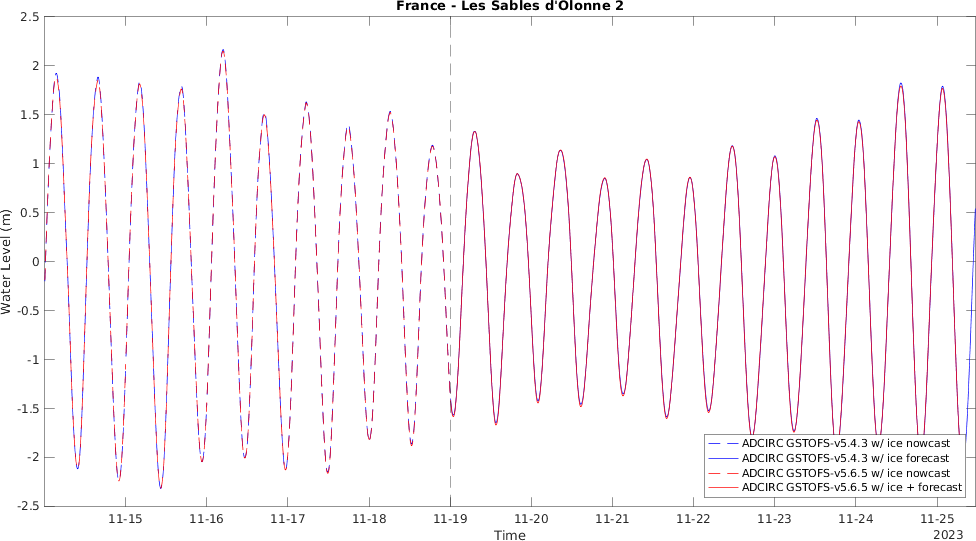 France - Les Sables d'Olonne 2
Water Level (m)
2.5
2
1.5
1
0.5
0
-0.5
-1
-1.5
-2
-2.5
ADCIRC GSTOFS-v5.4.3 w/ ice nowcast
ADCIRC GSTOFS-v5.4.3 w/ ice forecast
ADCIRC GSTOFS-v5.6.5 w/ ice nowcast
ADCIRC GSTOFS-v5.6.5 w/ ice + forecast
11-15 11-16 11-17 11-18 11-19 11-20 11-21 11-22 11-23 11-24 11-25
Time
2023